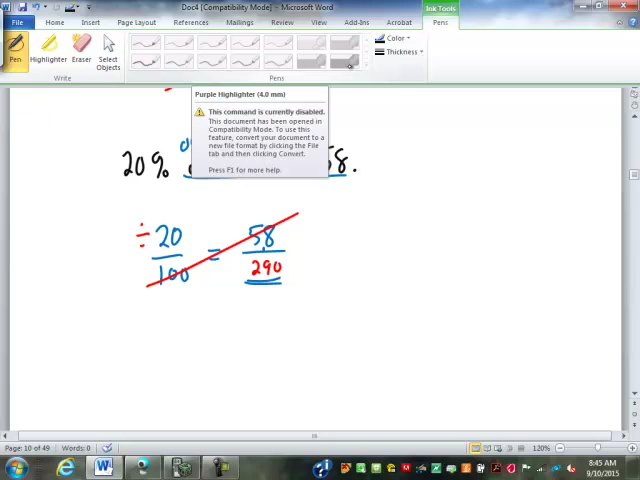 Doc4 [Compatibility Mode] - Microsoft Word
Ink Tools
File Home Insert Page Layout References Mailings Review View Add-Ins Acrobat Pens
Pen Highlighter Eraser Select Objects
Color
Thickness
Write Pens
Purple Highlighter (4.0 mm)
This command is currently disabled.
This document has been opened in
Compatibility Mode. To use this
feature, convert your document to a
new file format by clicking the File
tab and then clicking Convert.
Press F1 for more help.
20% 58.
÷ 20 = 58
100 290
Page: 10 of 49 Words: 0 120%
8:45 AM
9/10/2015